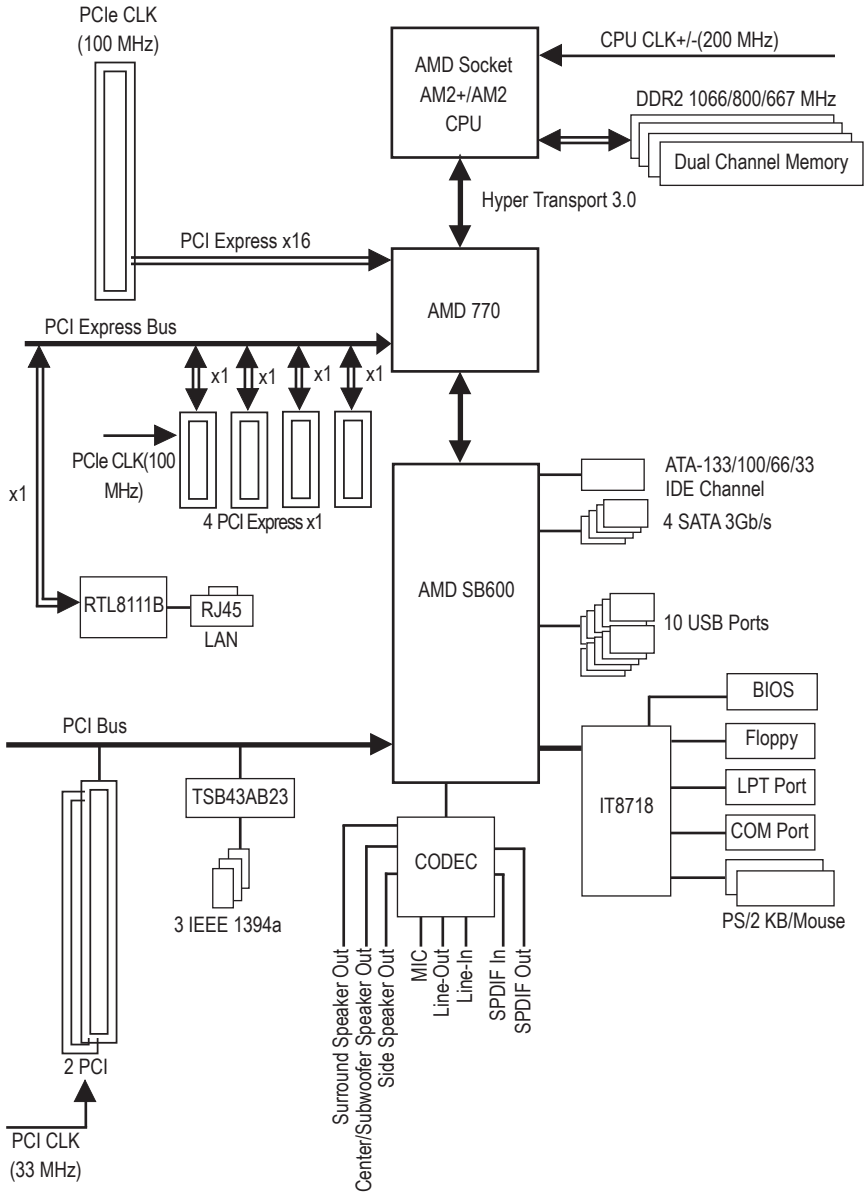 PCIe CLK
(100 MHz)
AMD Socket
AM2+/AM2
CPU
CPU CLK+/-(200 MHz)
DDR2 1066/800/667 MHz
Dual Channel Memory
Hyper Transport 3.0
PCI Express x16
AMD 770
PCI Express Bus
x1
x1
x1
x1
PCIe CLK(100
MHz)
x1
4 PCI Express x1
ATA-133/100/66/33
IDE Channel
4 SATA 3Gb/s
AMD SB600
RTL8111B
RJ45
LAN
10 USB Ports
BIOS
PCI Bus
Floppy
TSB43AB23
IT8718
LPT Port
COM Port
CODEC
PS/2 KB/Mouse
3 IEEE 1394a
Surround Speaker Out
Center/Subwoofer Speaker Out
Side Speaker Out
MIC
Line-Out
Line-In
SPDIF In
SPDIF Out
2 PCI
PCI CLK
(33 MHz)